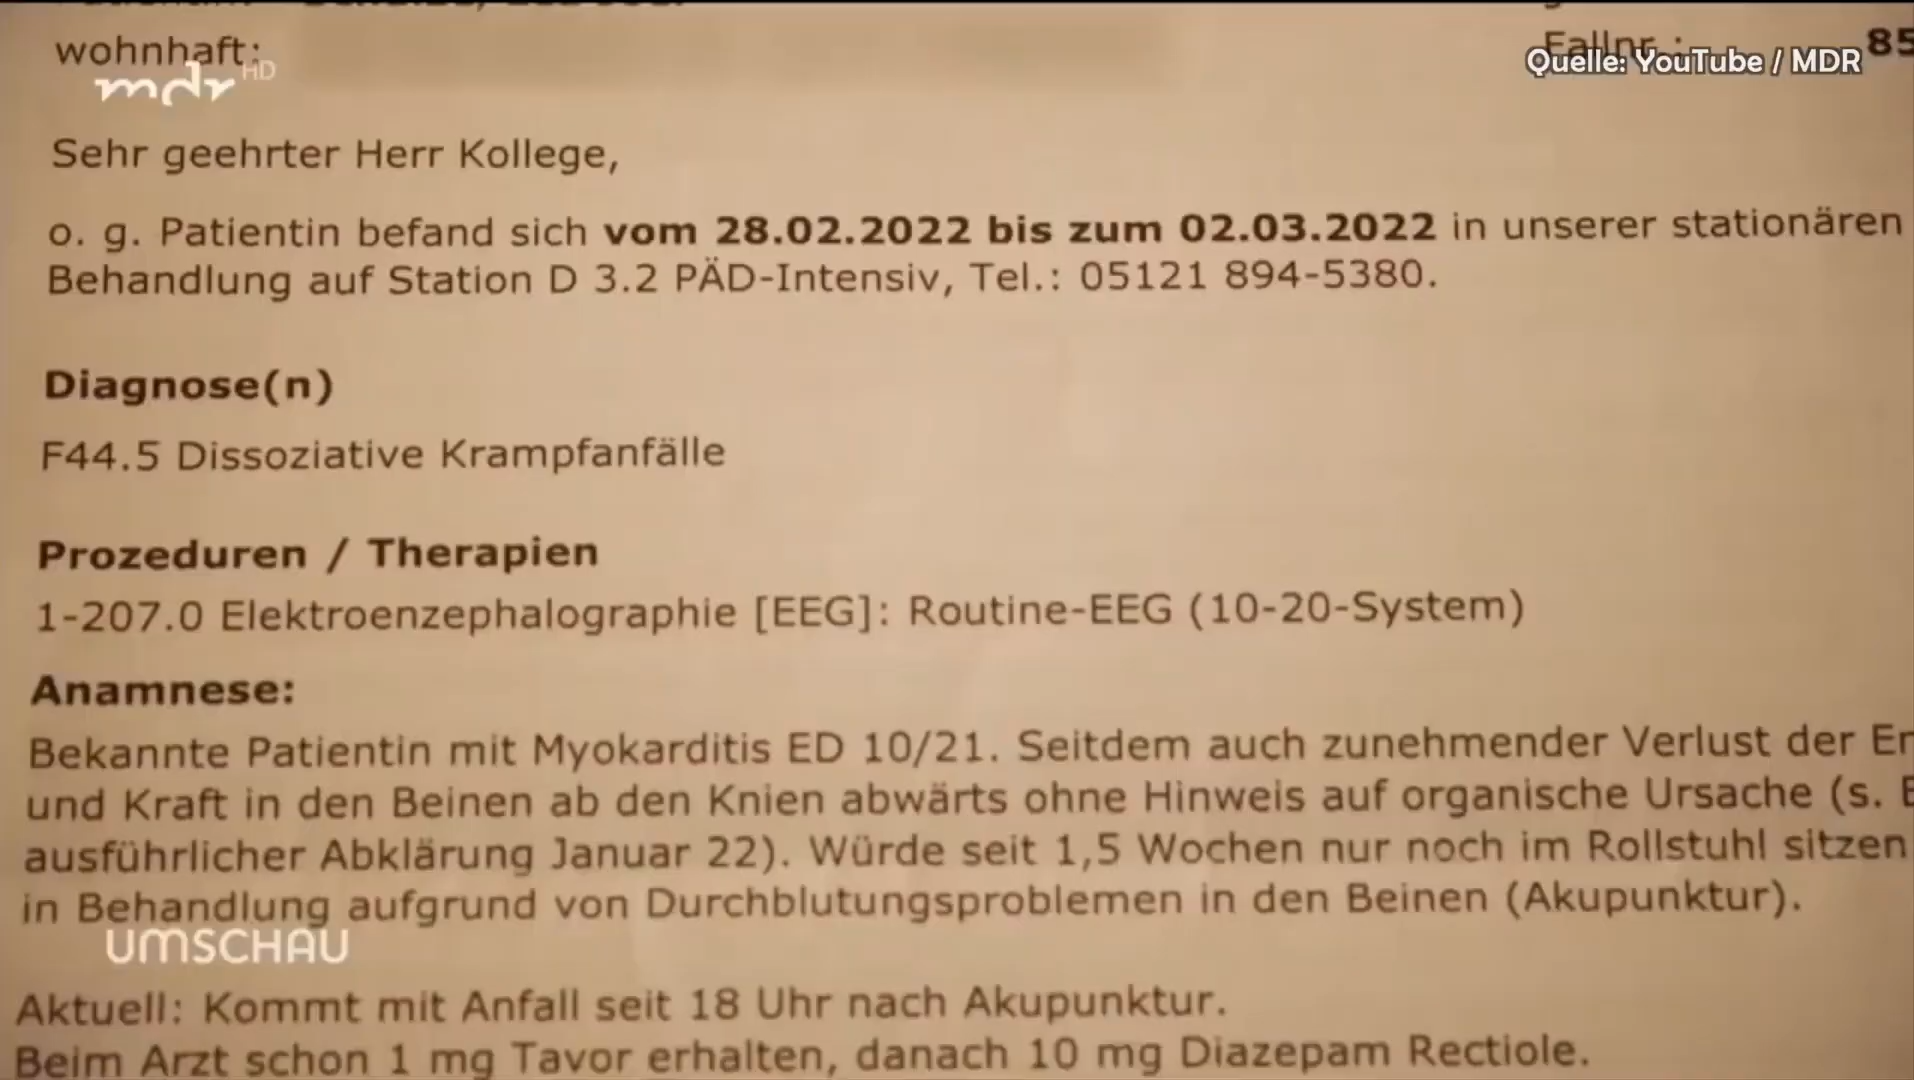 wohnhaft:
Fallnr.:
85
mdr HD
Quelle: YouTube / MDR
Sehr geehrter Herr Kollege,
o. g. Patientin befand sich vom 28.02.2022 bis zum 02.03.2022 in unserer stationären
Behandlung auf Station D 3.2 PÄD-Intensiv, Tel.: 05121 894-5380.
Diagnose(n)
F44.5 Dissoziative Krampfanfälle
Prozeduren / Therapien
1-207.0 Elektroenzephalographie [EEG]: Routine-EEG (10-20-System)
Anamnese:
Bekannte Patientin mit Myokarditis ED 10/21. Seitdem auch zunehmender Verlust der
und Kraft in den Beinen ab den Knien abwärts ohne Hinweis auf organische Ursache (s.
ausführlicher Abklärung Januar 22). Würde seit 1,5 Wochen nur noch im Rollstuhl sitzen
in Behandlung aufgrund von Durchblutungsproblemen in den Beinen (Akupunktur).
UMSCHAU
Aktuell: Kommt mit Anfall seit 18 Uhr nach Akupunktur.
Beim Arzt schon 1 mg Tavor erhalten, danach 10 mg Diazepam Rectiole.